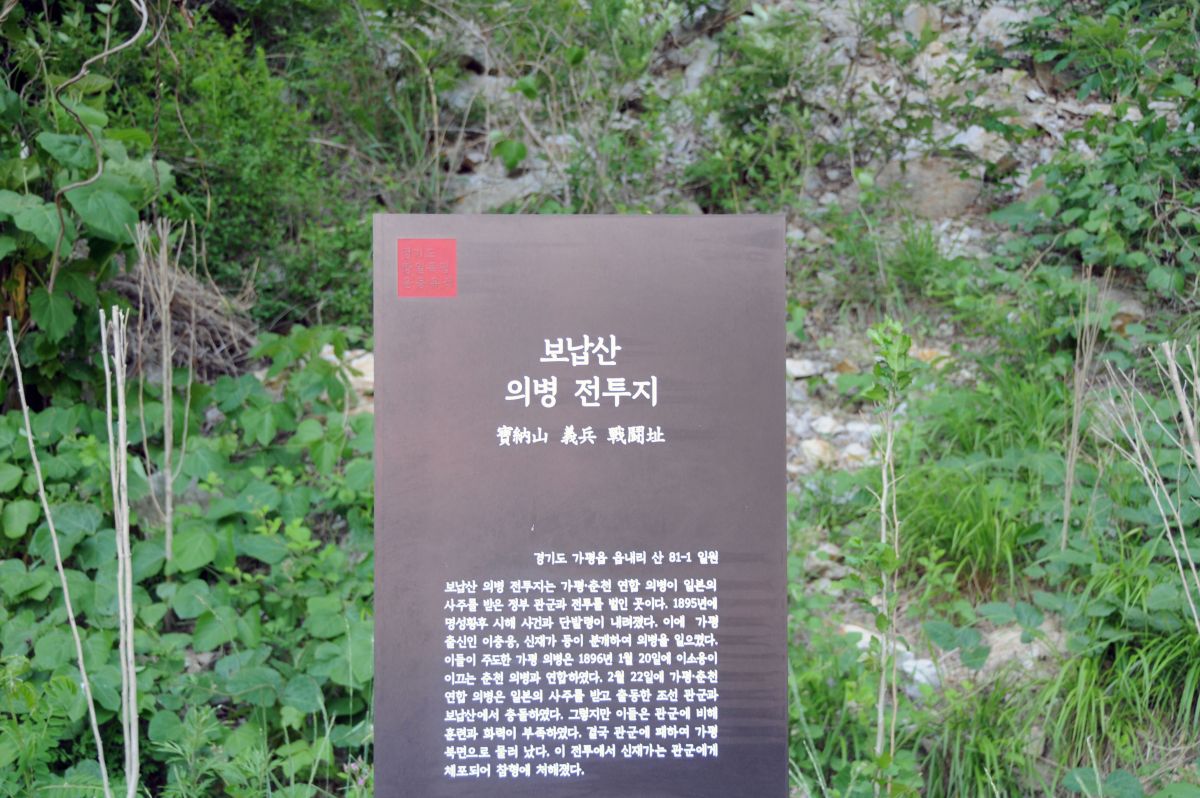 경기도
항일독립
문화유산
보납산
의병 전투지
寶納山 義兵 戰鬪址
경기도 가평읍 읍내리 산 81-1 일원
보납산 의병 전투지는 가평·춘천 연합 의병이 일본의
사주를 받은 정부 관군과 전투를 벌인 곳이다. 1895년에
명성황후 시해 사건과 단발령이 내려졌다. 이에 가평
출신인 이충응, 신재가 등이 분개하여 의병을 일으켰다.
이들이 주도한 가평 의병은 1896년 1월 20일에 이소응이
이끄는 춘천 의병과 연합하였다. 2월 22일에 가평·춘천
연합 의병은 일본의 사주를 받고 출동한 조선 관군과
보납산에서 충돌하였다. 그렇지만 이들은 관군에 비해
훈련과 화력이 부족하였다. 결국 관군에 패하여 가평
북면으로 물러 났다. 이 전투에서 신재가는 관군에게
체포되어 참형에 처해졌다.